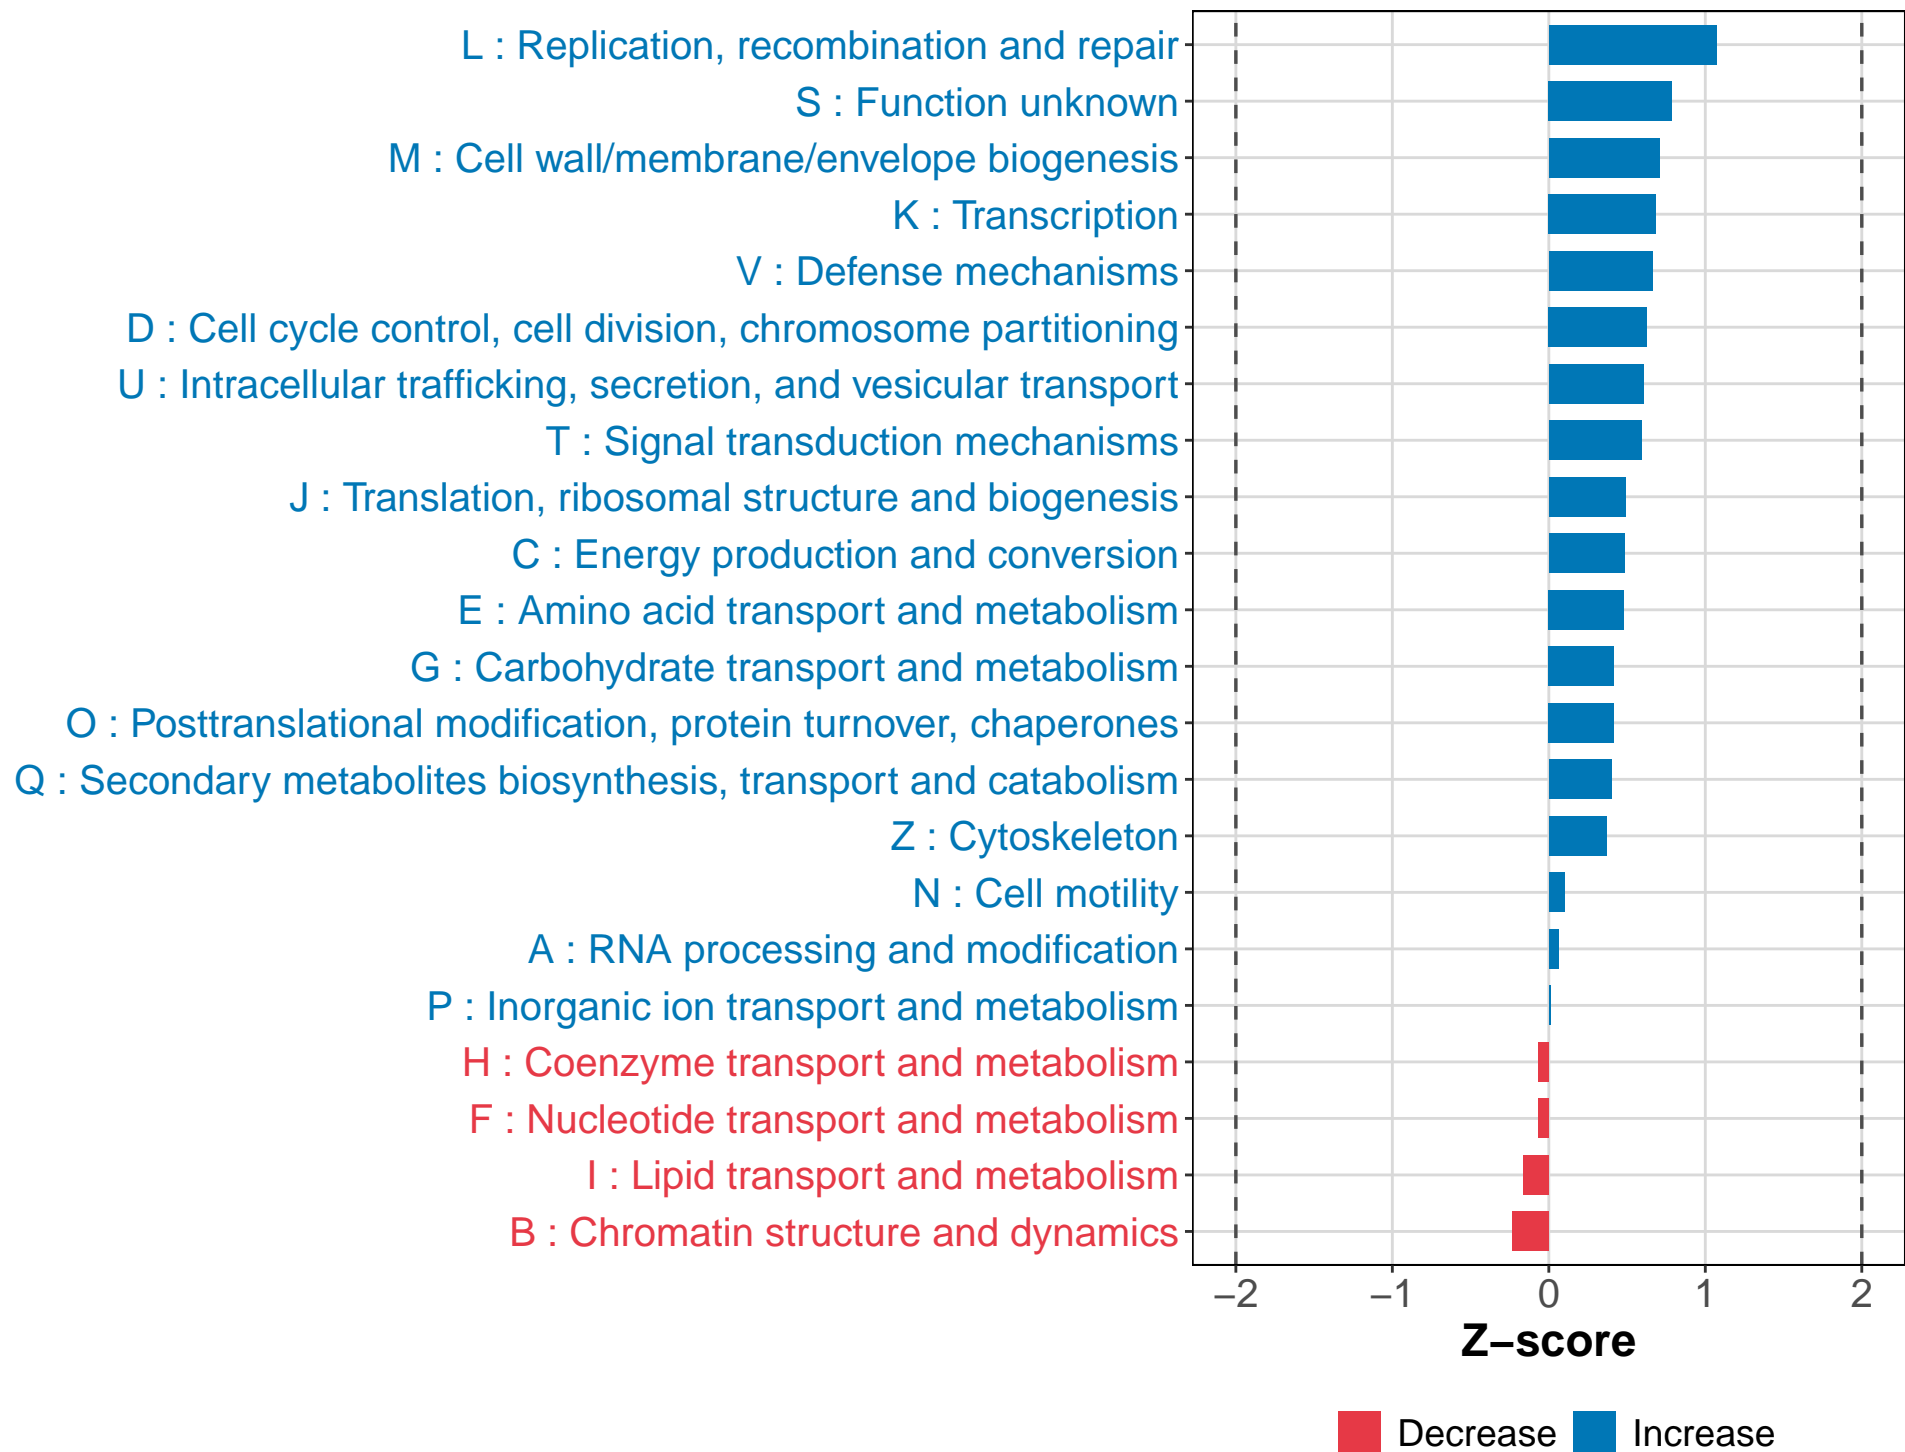 L : Replication, recombination and repair
S : Function unknown
M : Cell wall/membrane/envelope biogenesis
K : Transcription
V : Defense mechanisms
D : Cell cycle control, cell division, chromosome partitioning
U : Intracellular trafficking, secretion, and vesicular transport
T : Signal transduction mechanisms
J : Translation, ribosomal structure and biogenesis
C : Energy production and conversion
E : Amino acid transport and metabolism
G : Carbohydrate transport and metabolism
O : Posttranslational modification, protein turnover, chaperones
Q : Secondary metabolites biosynthesis, transport and catabolism
Z : Cytoskeleton
N : Cell motility
A : RNA processing and modification
P : Inorganic ion transport and metabolism
H : Coenzyme transport and metabolism
F : Nucleotide transport and metabolism
I : Lipid transport and metabolism
B : Chromatin structure and dynamics
−2 −1 0 1 2
Z−score
Decrease Increase